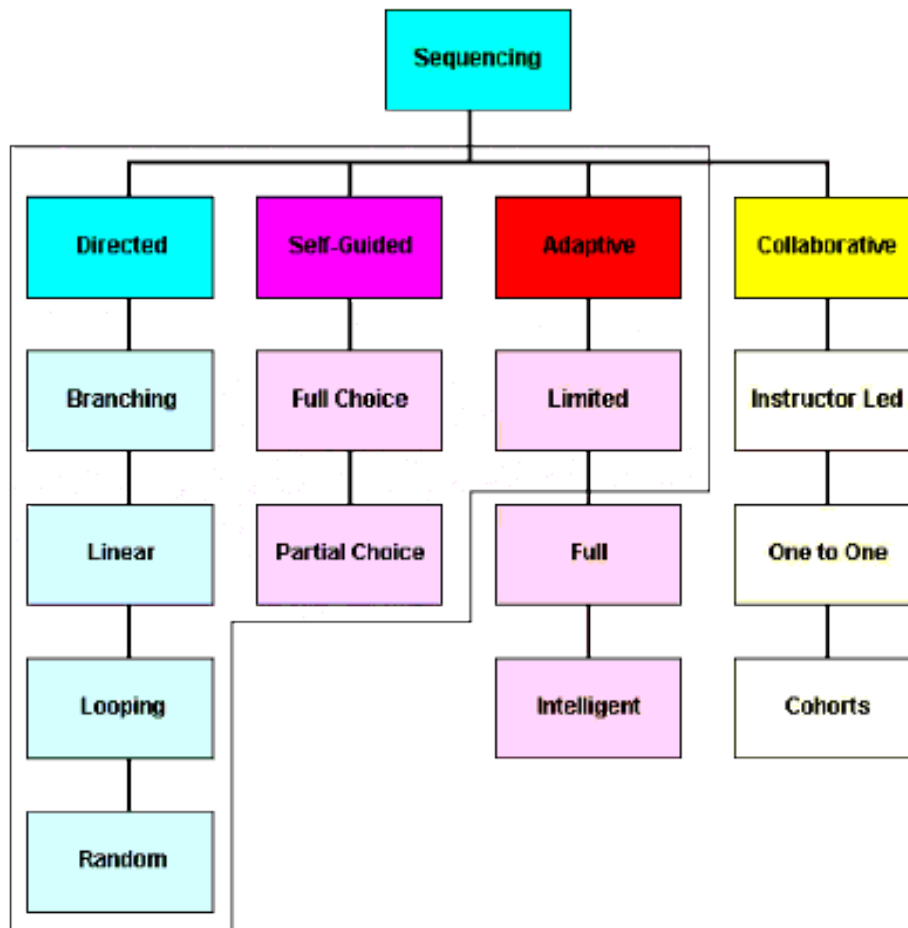 Sequencing
Directed
Self-Guided
Adaptive
Collaborative
Branching
Full Choice
Limited
Instructor Led
Linear
Partial Choice
Full
One to One
Looping
Intelligent
Cohorts
Random